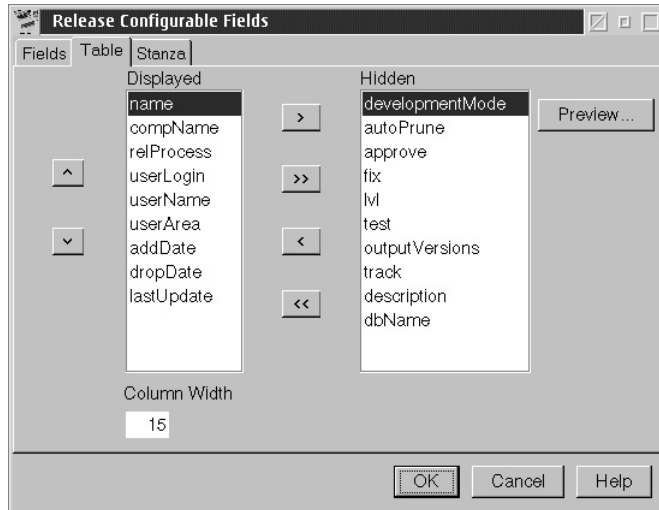 Release Configurable Fields
Fields Table Stanza
Displayed
name
compName
relProcess
userLogin
userName
userArea
addDate
dropDate
lastUpdate
Column Width
15
>
>>
<
<<
Hidden
developmentMode
autoPrune
approve
fix
lvl
test
outputVersions
track
description
dbName
Preview...
OK Cancel Help